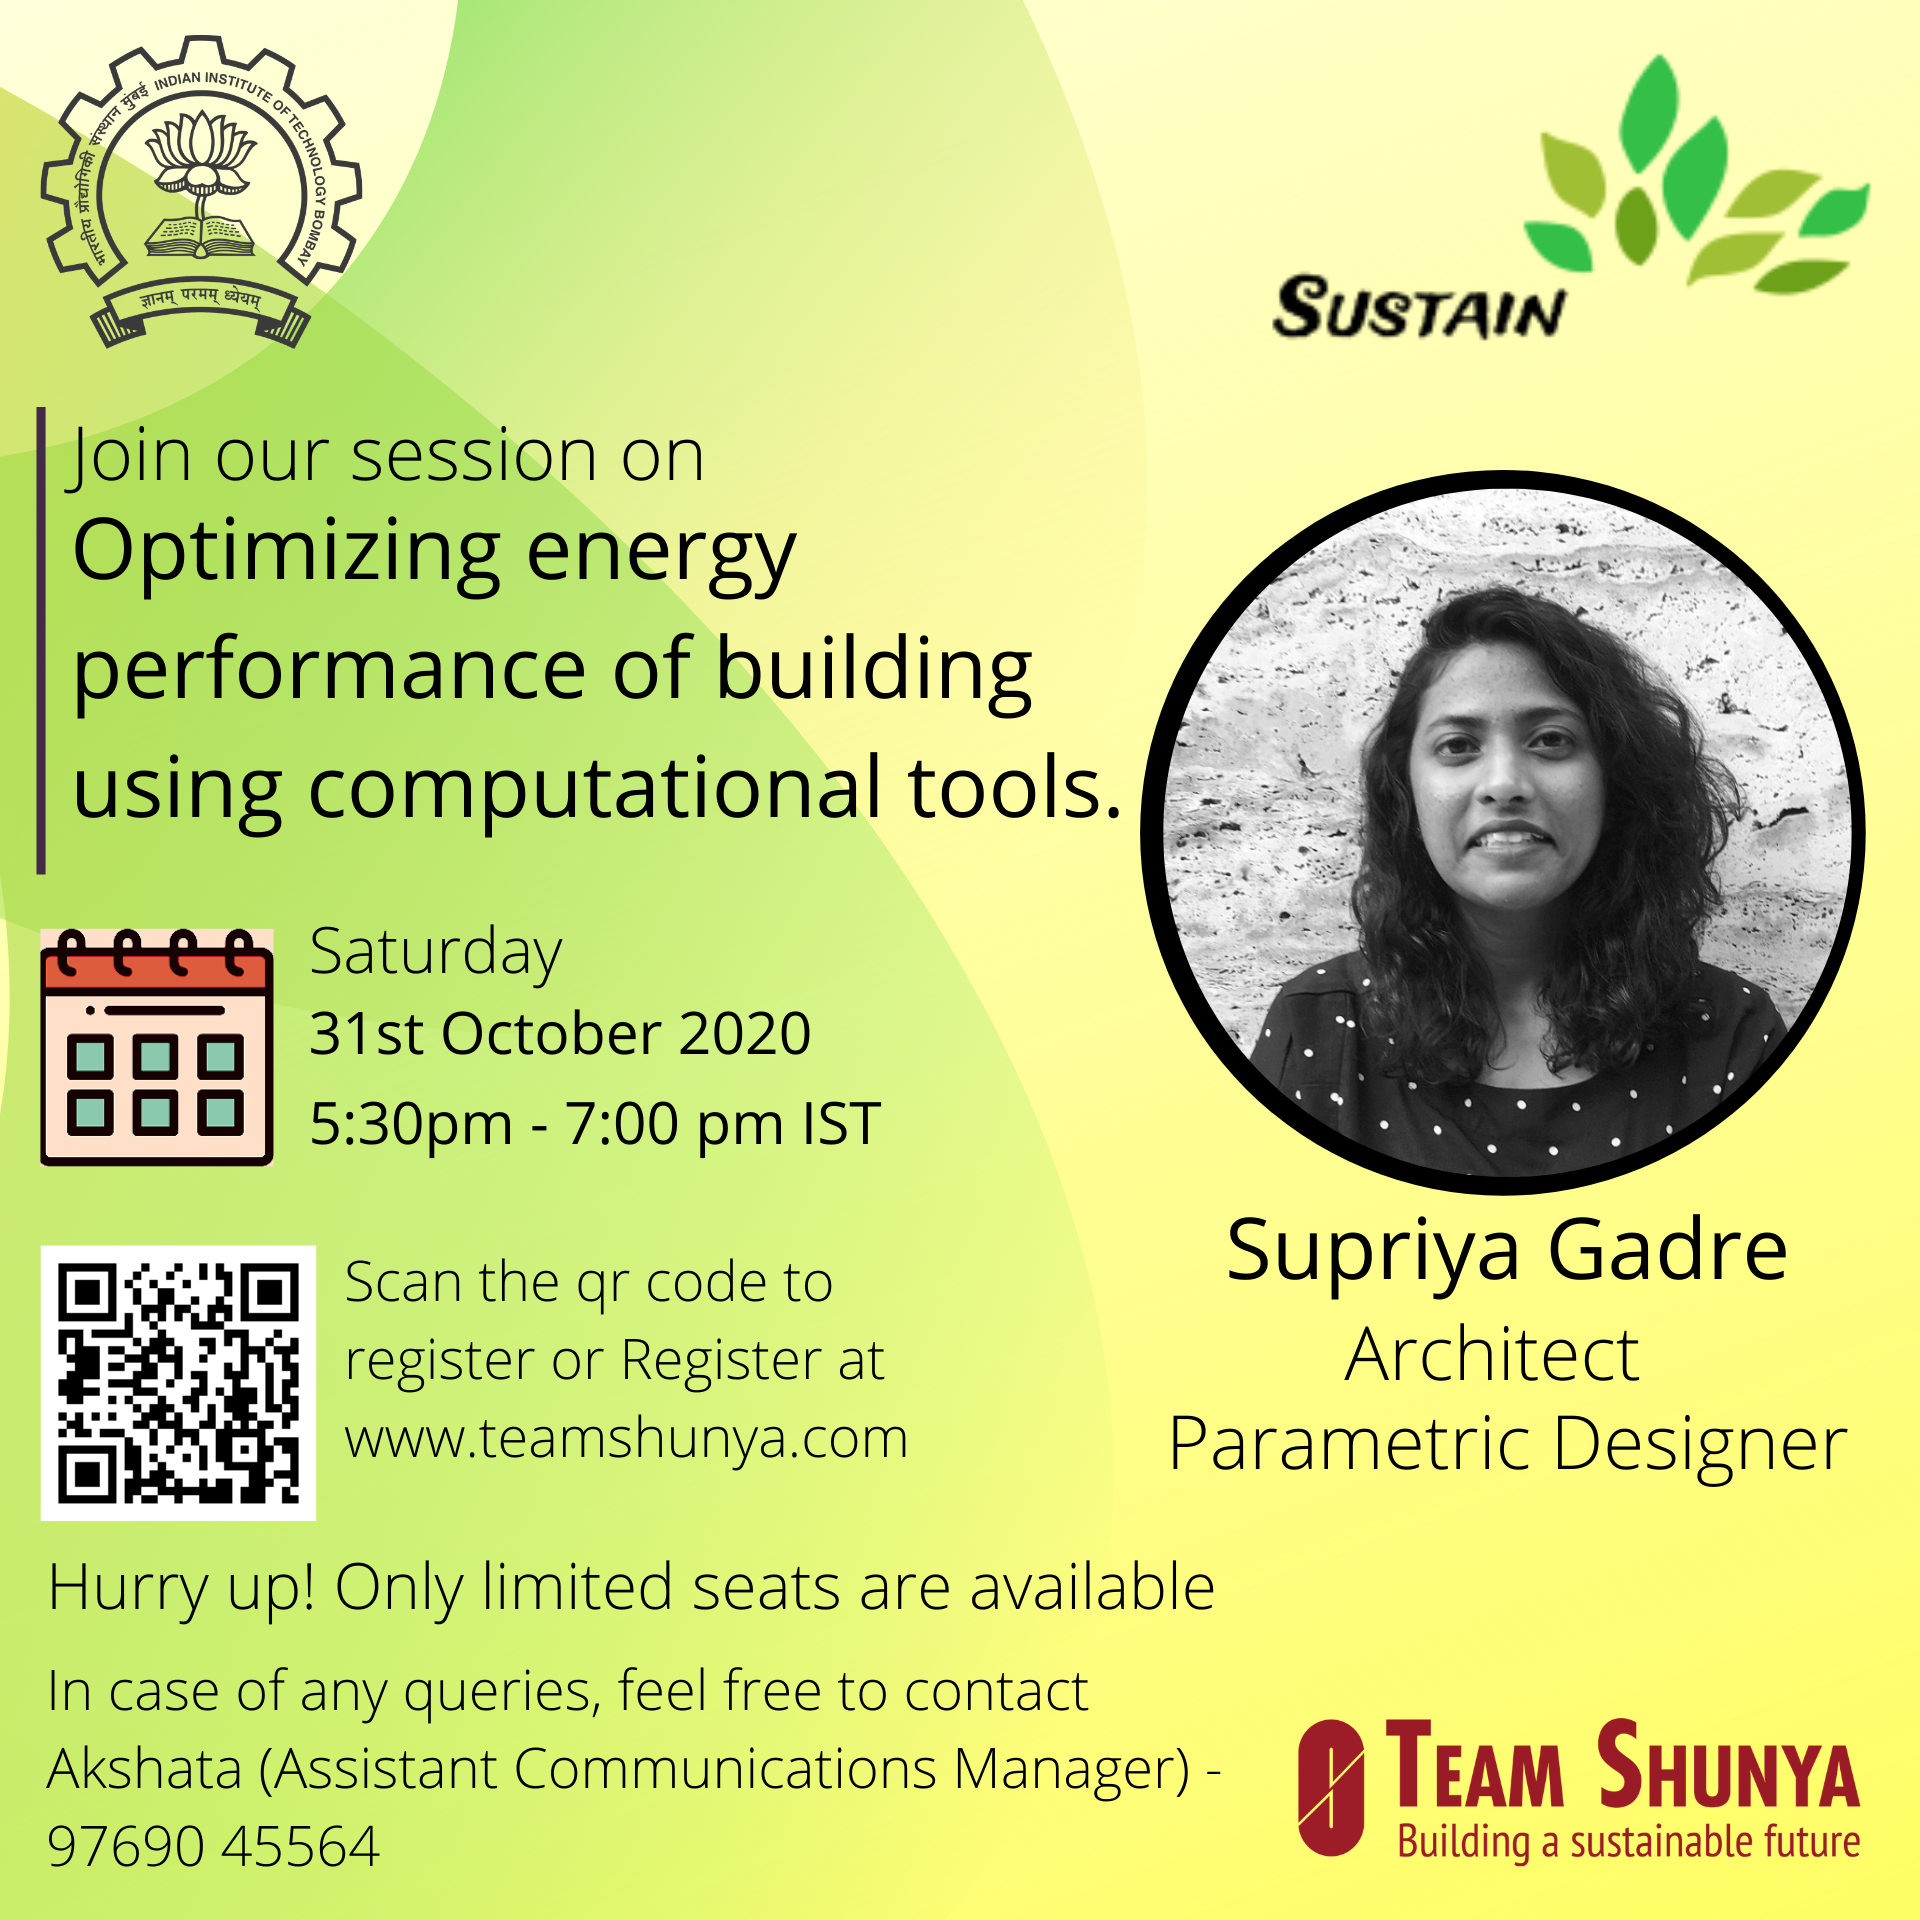 भारतीय प्रौद्योगिकी संस्थान मुंबई INDIAN INSTITUTE OF TECHNOLOGY BOMBAY
ज्ञानम् परमम् ध्येयम्
SUSTAIN
Join our session on
Optimizing energy
performance of building
using computational tools.
Saturday
31st October 2020
5:30pm - 7:00 pm IST
Scan the qr code to
register or Register at
www.teamshunya.com
Supriya Gadre
Architect
Parametric Designer
Hurry up! Only limited seats are available
In case of any queries, feel free to contact
Akshata (Assistant Communications Manager) -
97690 45564
TEAM SHUNYA
Building a sustainable future